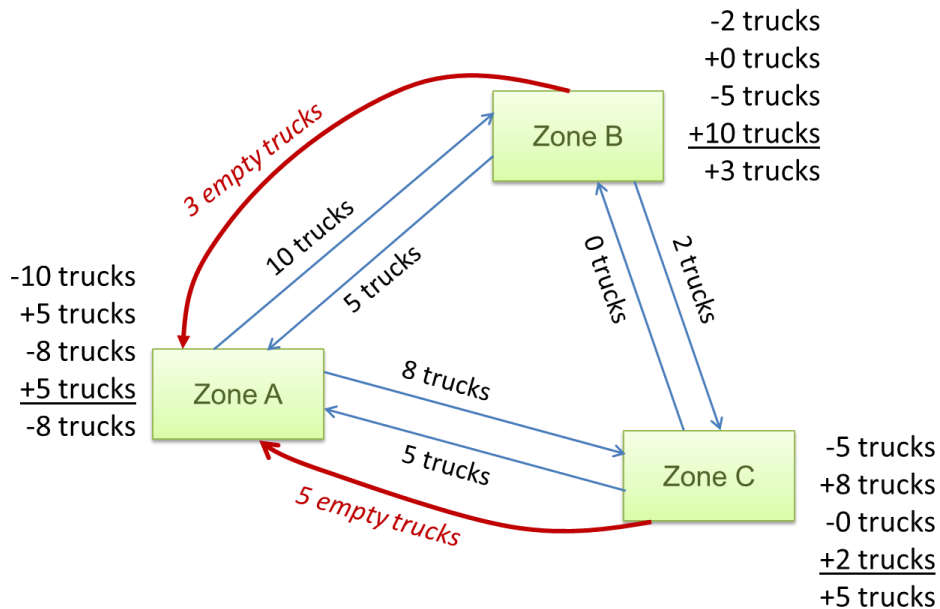 -2 trucks
+0 trucks
-5 trucks
+10 trucks
+3 trucks
Zone B
3 empty trucks
10 trucks
5 trucks
0 trucks
2 trucks
-10 trucks
+5 trucks
-8 trucks
+5 trucks
-8 trucks
Zone A
8 trucks
5 trucks
5 empty trucks
Zone C
-5 trucks
+8 trucks
-0 trucks
+2 trucks
+5 trucks